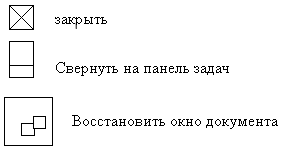 закрыть
Свернуть на панель задач
Восстановить окно документа